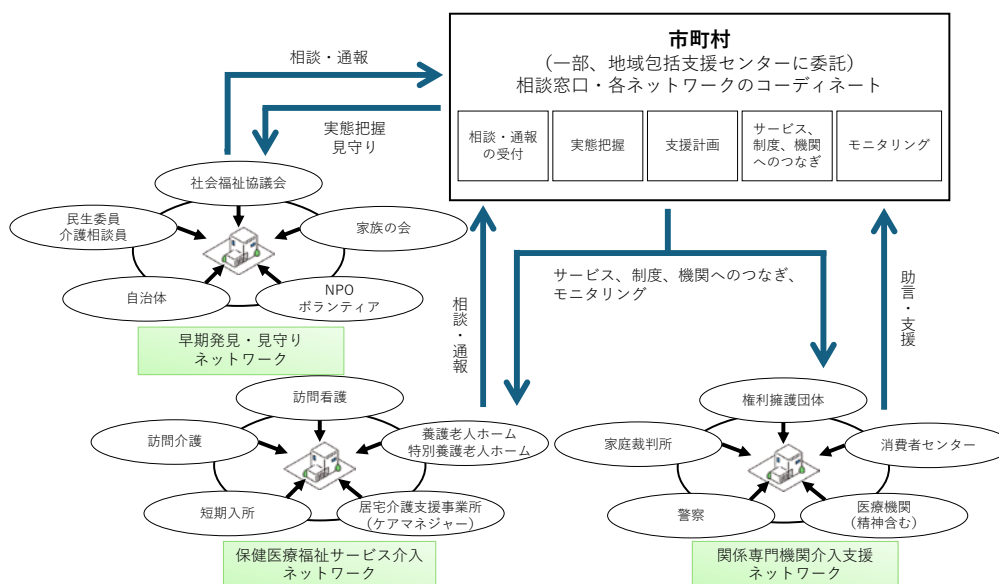 市町村
（一部、地域包括支援センターに委託）
相談窓口・各ネットワークのコーディネート
相談・通報
の受付
実態把握
支援計画
サービス、
制度、機関
へのつなぎ
モニタリング
相談・通報
実態把握
見守り
社会福祉協議会
民生委員
介護相談員
家族の会
自治体
NPO
ボランティア
早期発見・見守り
ネットワーク
相談・通報
サービス、制度、機関へのつなぎ、
モニタリング
助言・支援
訪問看護
訪問介護
養護老人ホーム
特別養護老人ホーム
短期入所
居宅介護支援事業所
（ケアマネジャー）
保健医療福祉サービス介入
ネットワーク
権利擁護団体
家庭裁判所
消費者センター
警察
医療機関
（精神含む）
関係専門機関介入支援
ネットワーク